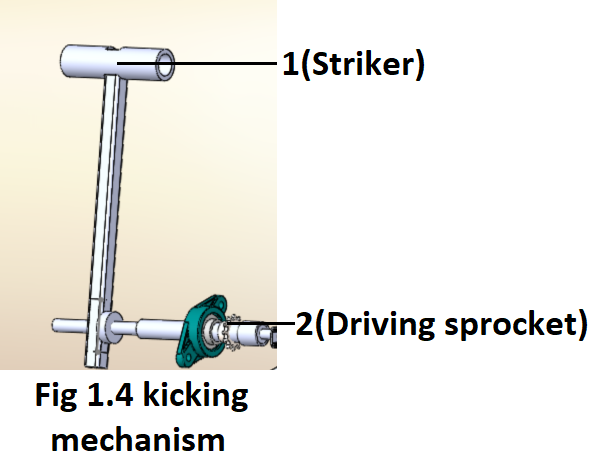 1(Striker)
2(Driving sprocket)
Fig 1.4 kicking
mechanism